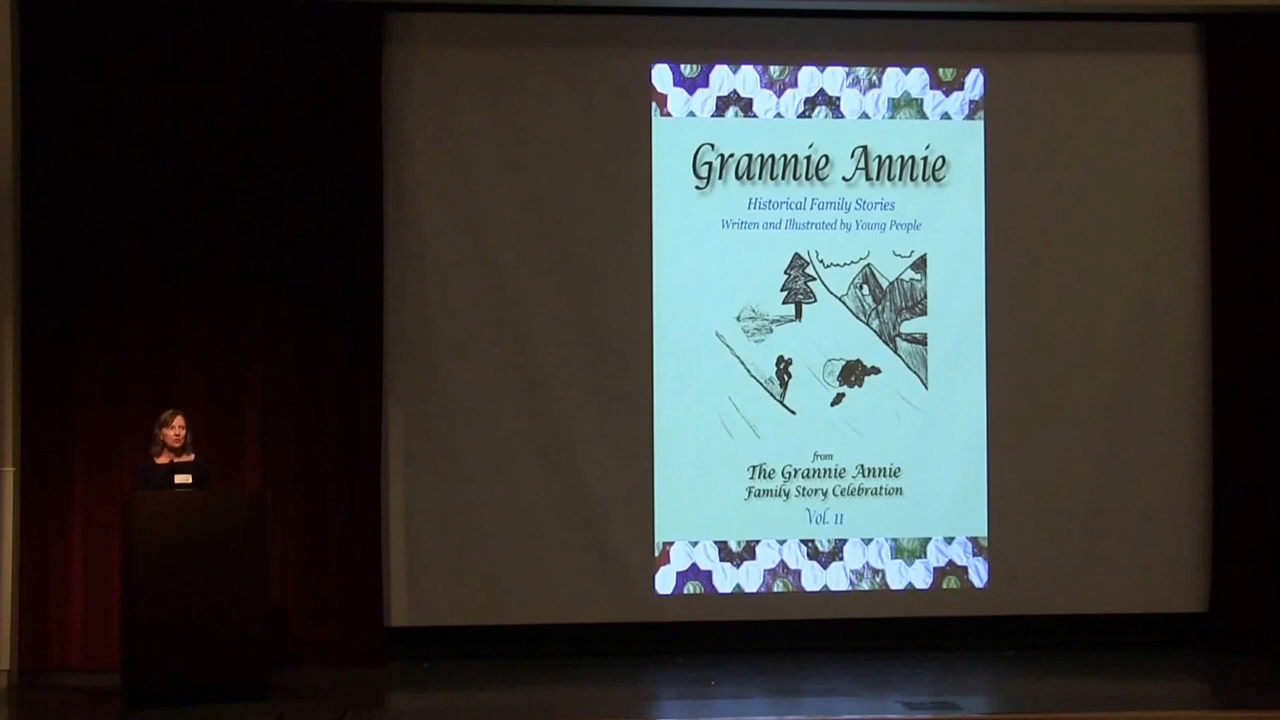 Grannie Annie
Historical Family Stories
Written and Illustrated by Young People
from
The Grannie Annie
Family Story Celebration
Vol. 11